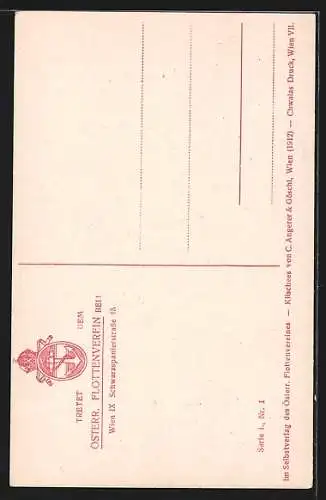 TRETET DEM
ÖSTERR. FLOTTENVEREIN BEI!
Wien IX Schwarzspanierstraße 15
Serie I., Nr. 1
Im Selbstverlag des Österr. Flottenvereines — Klischees von C. Angerer & Göschl, Wien (1912) — Chwalas Druck, Wien VII.